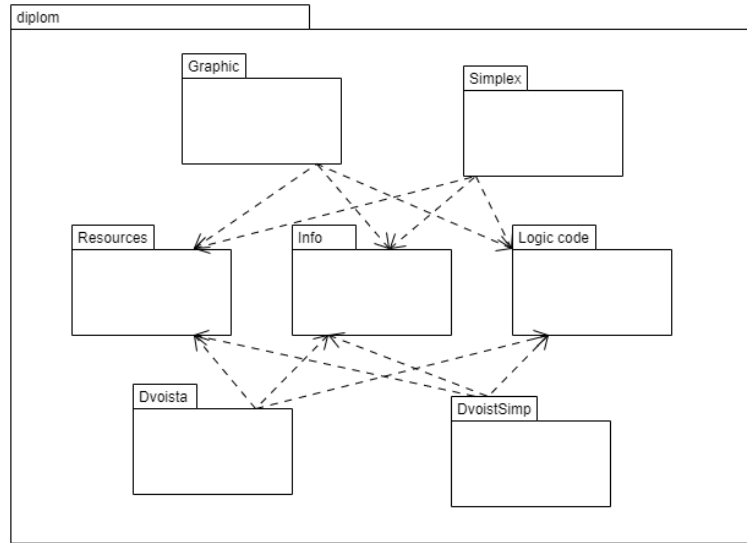 diplom
Graphic
Simplex
Resources
Info
Logic code
Dvoista
DvoistSimp